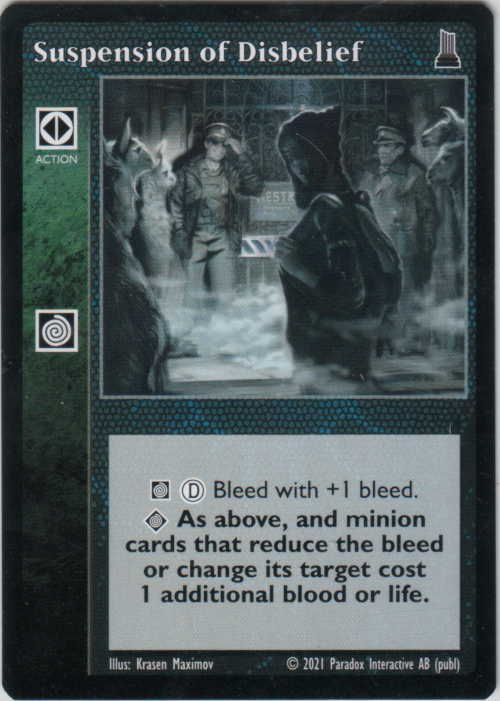 Suspension of Disbelief
ACTION
ESTR
D Bleed with +1 bleed.
As above, and minion
cards that reduce the bleed
or change its target cost
1 additional blood or life.
Illus: Krasen Maximov © 2021 Paradox Interactive AB (publ)